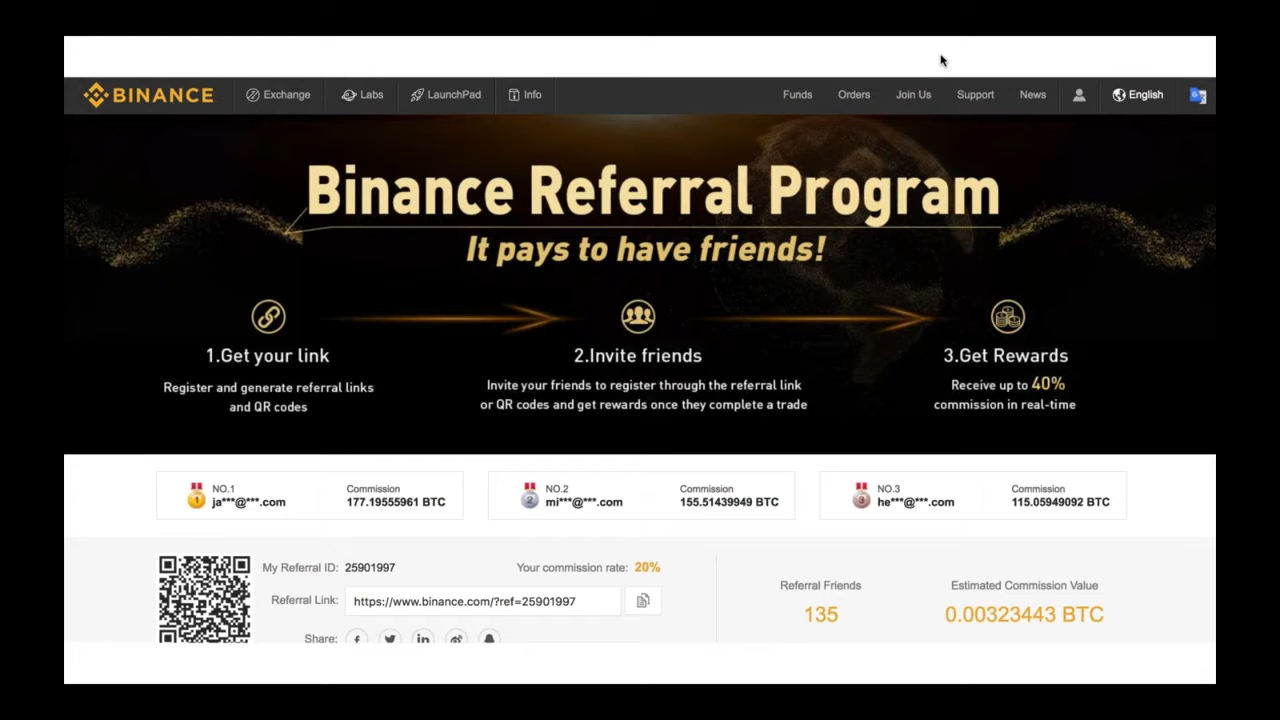 BINANCE Exchange Labs LaunchPad Info Funds Orders Join Us Support News English
Binance Referral Program
It pays to have friends!
1.Get your link
Register and generate referral links
and QR codes
2.Invite friends
Invite your friends to register through the referral link
or QR codes and get rewards once they complete a trade
3.Get Rewards
Receive up to 40%
commission in real-time
1
NO.1
ja***@***.com
Commission
177.19555961 BTC
2
NO.2
mi***@***.com
Commission
155.51439949 BTC
3
NO.3
he***@***.com
Commission
115.05949092 BTC
My Referral ID: 25901997 Your commission rate: 20%
Referral Link: https://www.binance.com/?ref=25901997
Share:
Referral Friends
135
Estimated Commission Value
0.00323443 BTC